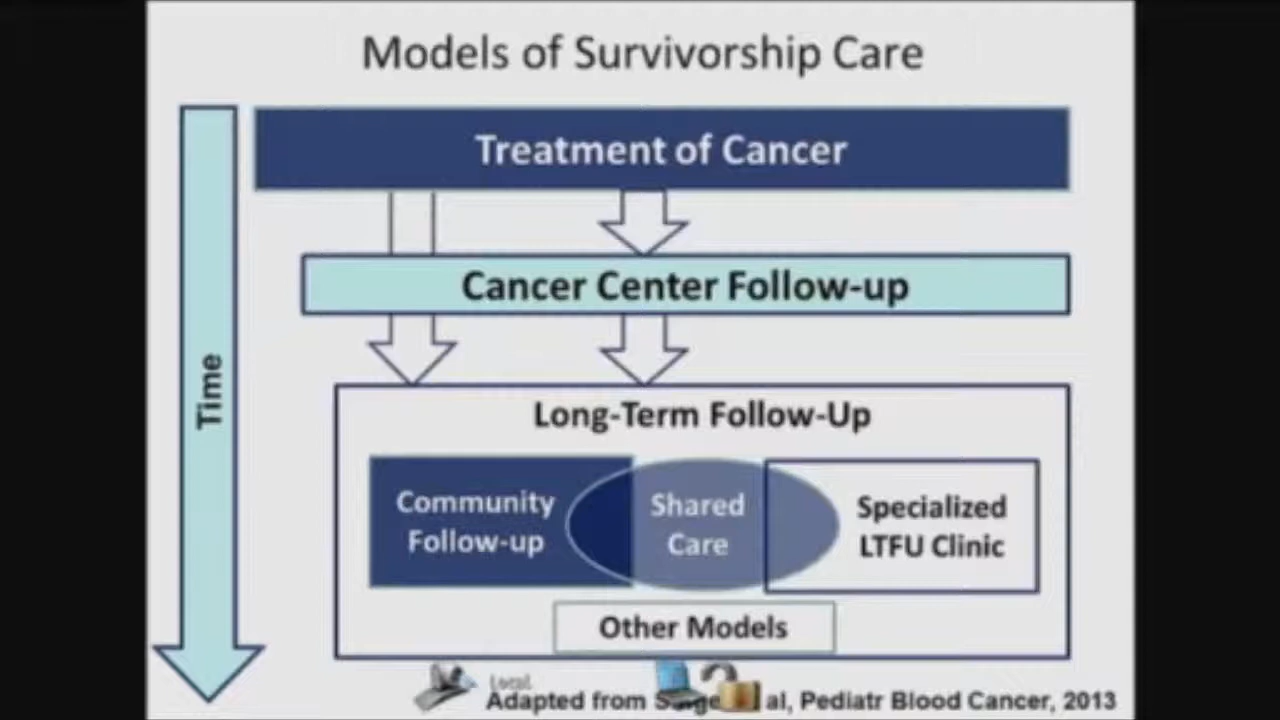 Models of Survivorship Care
Treatment of Cancer
Cancer Center Follow-up
Time
Long-Term Follow-Up
Community
Follow-up
Shared
Care
Specialized
LTFU Clinic
Other Models
Local
Adapted from al, Pediatr Blood Cancer, 2013